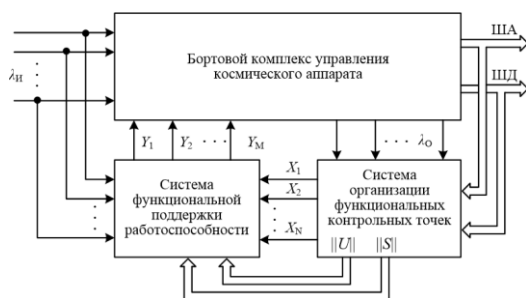 ША
Бортовой комплекс управления
космического аппарата
λИ
ШД
Y1 Y2 · · · YM
· · · λО
Система
функциональной
поддержки
работоспособности
X1
X2
XN
Система
организации
функциональных
контрольных точек
||U|| ||S||